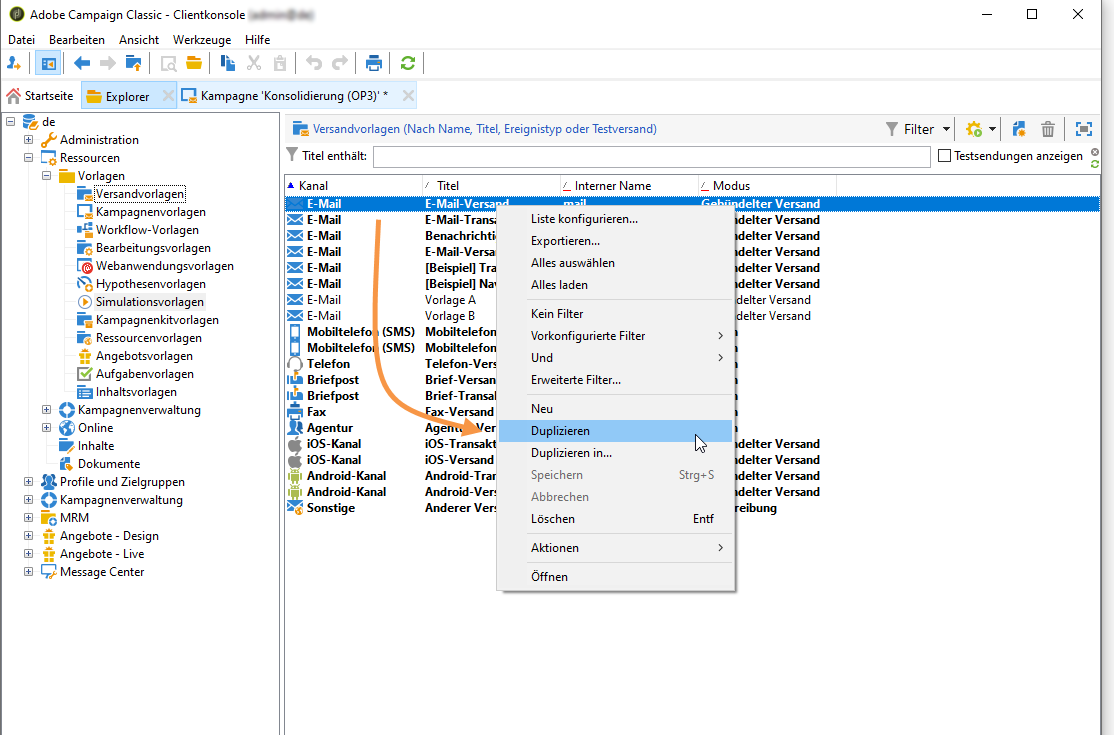 Adobe Campaign Classic - Clientkonsole
Datei Bearbeiten Ansicht Werkzeuge Hilfe
Startseite Explorer Kampagne 'Konsolidierung (OP3)' *
de
Administration
Ressourcen
Vorlagen
Versandvorlagen
Kampagnenvorlagen
Workflow-Vorlagen
Bearbeitungsvorlagen
Webanwendungsvorlagen
Hypothesenvorlagen
Simulationsvorlagen
Kampagnenkitvorlagen
Ressourcenvorlagen
Angebotsvorlagen
Aufgabenvorlagen
Inhaltsvorlagen
Kampagnenverwaltung
Online
Inhalte
Dokumente
Profile und Zielgruppen
Kampagnenverwaltung
MRM
Angebote - Design
Angebote - Live
Message Center
Versandvorlagen (Nach Name, Titel, Ereignistyp oder Testversand) Filter
Titel enthält: Testsendungen anzeigen
Kanal Titel Interner Name Modus
E-Mail E-Mail-Versand mail Gebündelter Versand
E-Mail E-Mail-Transa ndelter Versand
E-Mail Benachrichti ndelter Versand
E-Mail E-Mail-Versa ndelter Versand
E-Mail [Beispiel] Tra ndelter Versand
E-Mail [Beispiel] Nav ndelter Versand
E-Mail Vorlage A ndelter Versand
E-Mail Vorlage B ndelter Versand
Mobiltelefon (SMS) Mobiltelefon n
Mobiltelefon (SMS) Mobiltelefon n
Telefon Telefon-Vers n
Briefpost Brief-Versan n
Briefpost Brief-Transal n
Fax Fax-Versand n
Agentur Agentu Ver n
iOS-Kanal iOS-Transakt ndelter Versand
iOS-Kanal iOS-Versand ndelter Versand
Android-Kanal Android-Tran ndelter Versand
Android-Kanal Android-Vers ndelter Versand
Sonstige Anderer Vers reibung
Liste konfigurieren...
Exportieren...
Alles auswählen
Alles laden
Kein Filter
Vorkonfigurierte Filter
Und
Erweiterte Filter...
Neu
Duplizieren
Duplizieren in...
Speichern Strg+S
Abbrechen
Löschen Entf
Aktionen
Öffnen